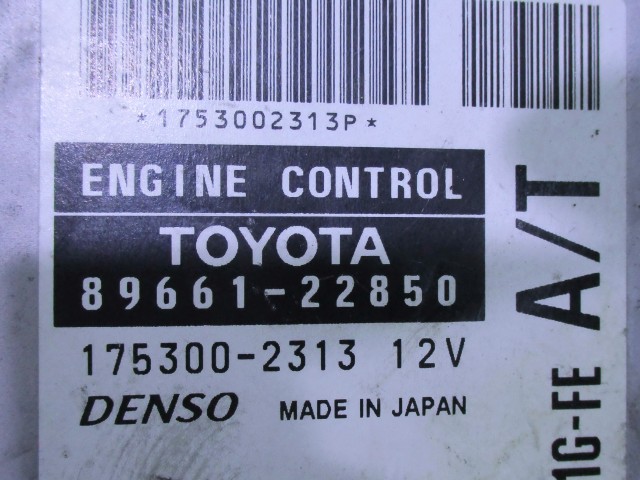 *1753002313P*
ENGINE CONTROL
TOYOTA
89661-22850
175300-2313 12V
DENSO MADE IN JAPAN
A/T
1G-FE